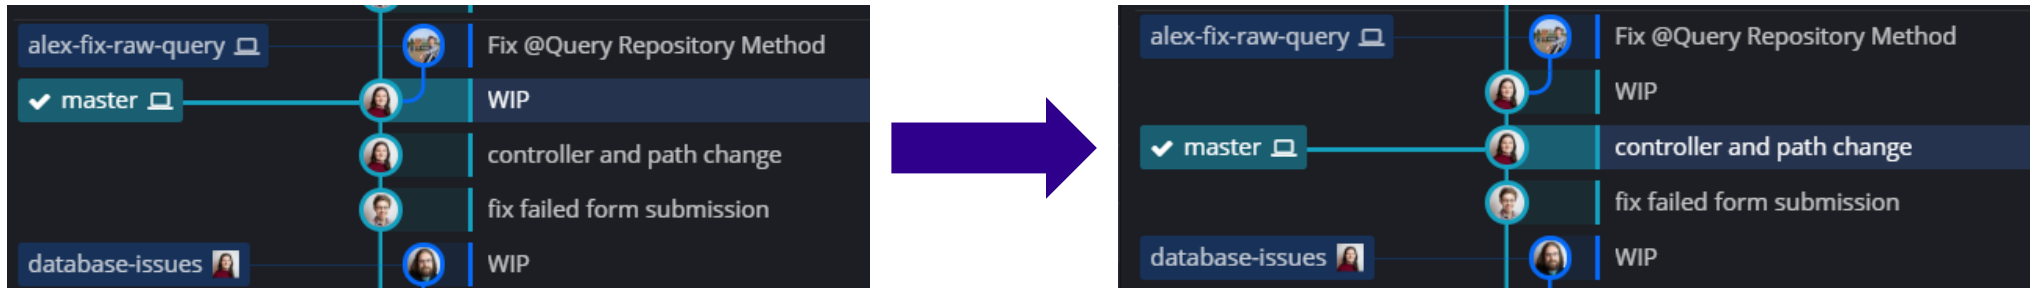 alex-fix-raw-query Fix @Query Repository Method
master WIP
controller and path change
fix failed form submission
database-issues WIP
alex-fix-raw-query Fix @Query Repository Method
WIP
master controller and path change
fix failed form submission
database-issues WIP